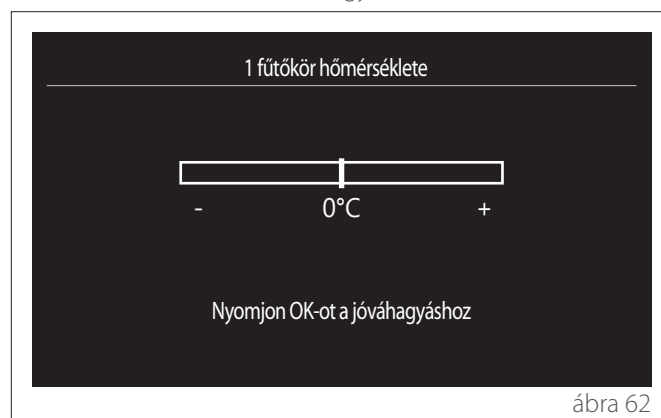 1 fűtőkör hőmérséklete
- 0°C +
Nyomjon OK-ot a jóváhagyáshoz
ábra 62